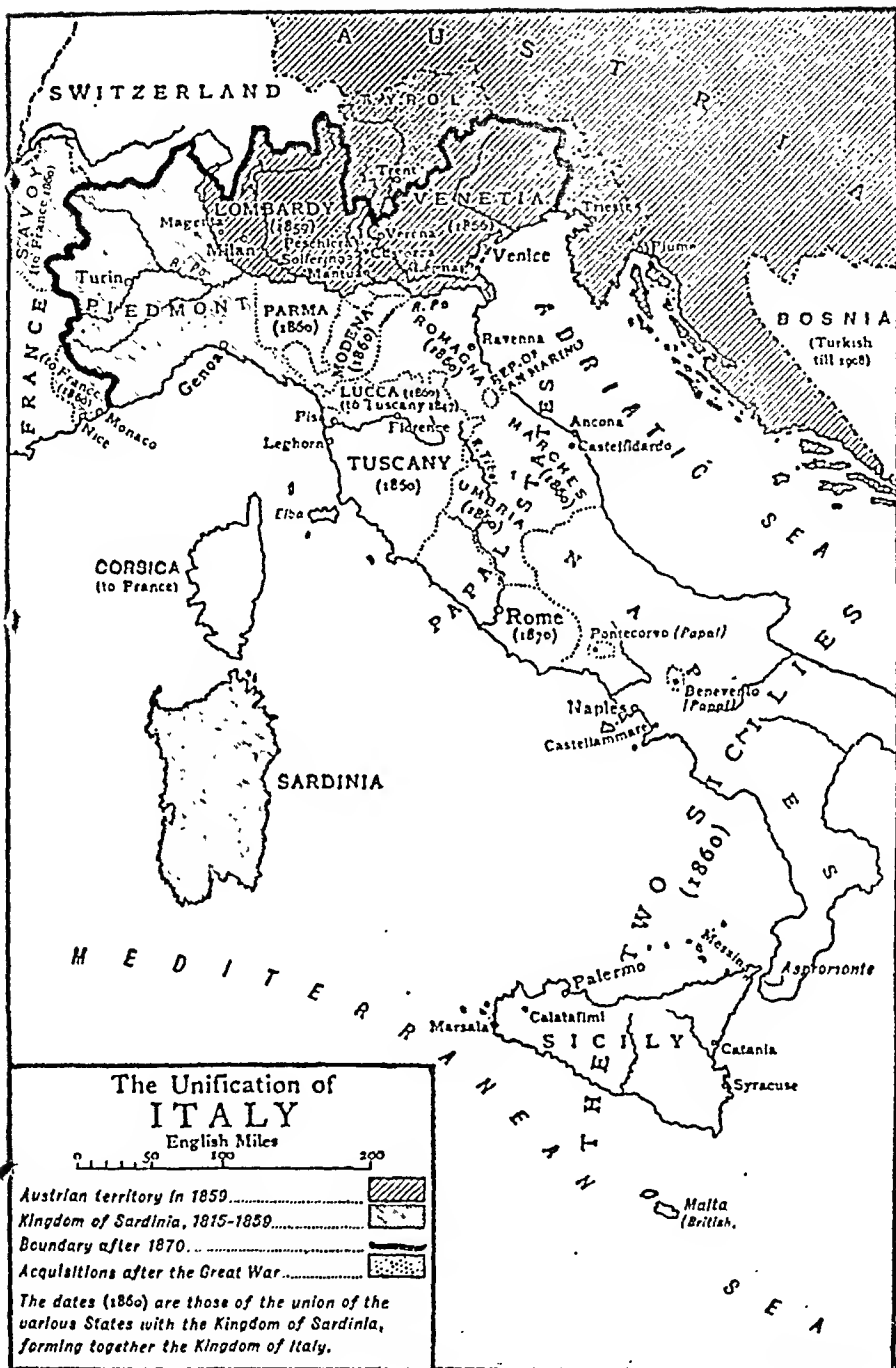 AUSTRIA
SWITZERLAND
TYROL
Trent
SAVOY
(to France 1860)
LOMBARDY
(1859)
VENETIA
Trieste
Fiume
Magenta
Milan
Peschiera
Solferino
Mantua
Verona
Venice
Turin
R. Po
PIEDMONT
PARMA
(1860)
MODENA
(1860)
R. Po
ROMAGNA
(1860)
Ravenna
REP. OF
SAN MARINO
ADRIATIC SEA
BOSNIA
(Turkish
till 1908)
FRANCE
(to France)
(1860)
Genoa
Monaco
Nice
LUCCA (1860)
(to Tuscany 1847)
Pisa
Florence
Leghorn
Ancona
Castelfidardo
MARCHES
(1860)
R. Tiber
TUSCANY
(1860)
UMBRIA
(1860)
PAPAL STATES
Elba
CORSICA
(to France)
Rome
(1870)
Pontecorvo (Papal)
Benevento
(Papal)
NAPLES
Naples
Castellammare
SARDINIA
THE TWO SICILIES
(1860)
MEDITERRANEAN SEA
Palermo
Messina
Aspromonte
Marsala
Calatafimi
SICILY
Catania
Syracuse
Malta
(British.
The Unification of
ITALY
English Miles
0 50 100 200
Austrian territory in 1859
Kingdom of Sardinia, 1815-1859
Boundary after 1870
Acquisitions after the Great War
The dates (1860) are those of the union of the
various States with the Kingdom of Sardinia,
forming together the Kingdom of Italy.